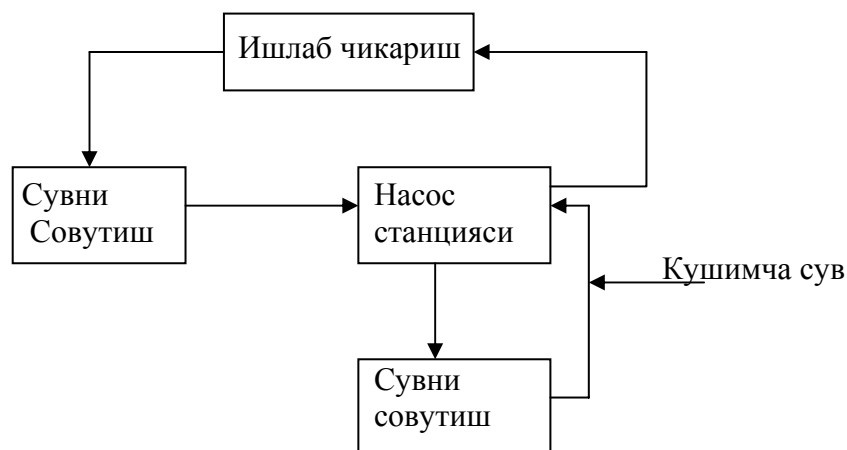 Ишлаб чикариш
Сувни
Совутиш
Насос
станцияси
Кушимча сув
Сувни
совутиш